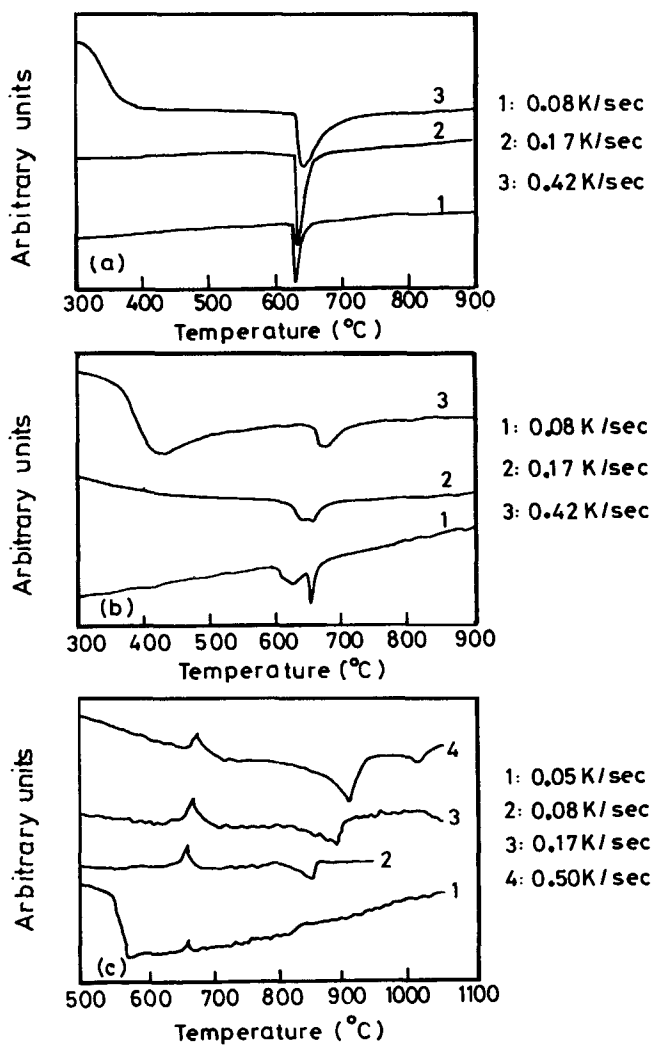 Arbitrary units
3
2
1
(a)
1: 0.08 K/sec
2: 0.17 K/sec
3: 0.42 K/sec
300 400 500 600 700 800 900
Temperature (°C)
Arbitrary units
3
2
1
(b)
1: 0.08 K/sec
2: 0.17 K/sec
3: 0.42 K/sec
300 400 500 600 700 800 900
Temperature (°C)
Arbitrary units
4
3
2
1
(c)
1: 0.05 K/sec
2: 0.08 K/sec
3: 0.17 K/sec
4: 0.50 K/sec
500 600 700 800 900 1000 1100
Temperature (°C)